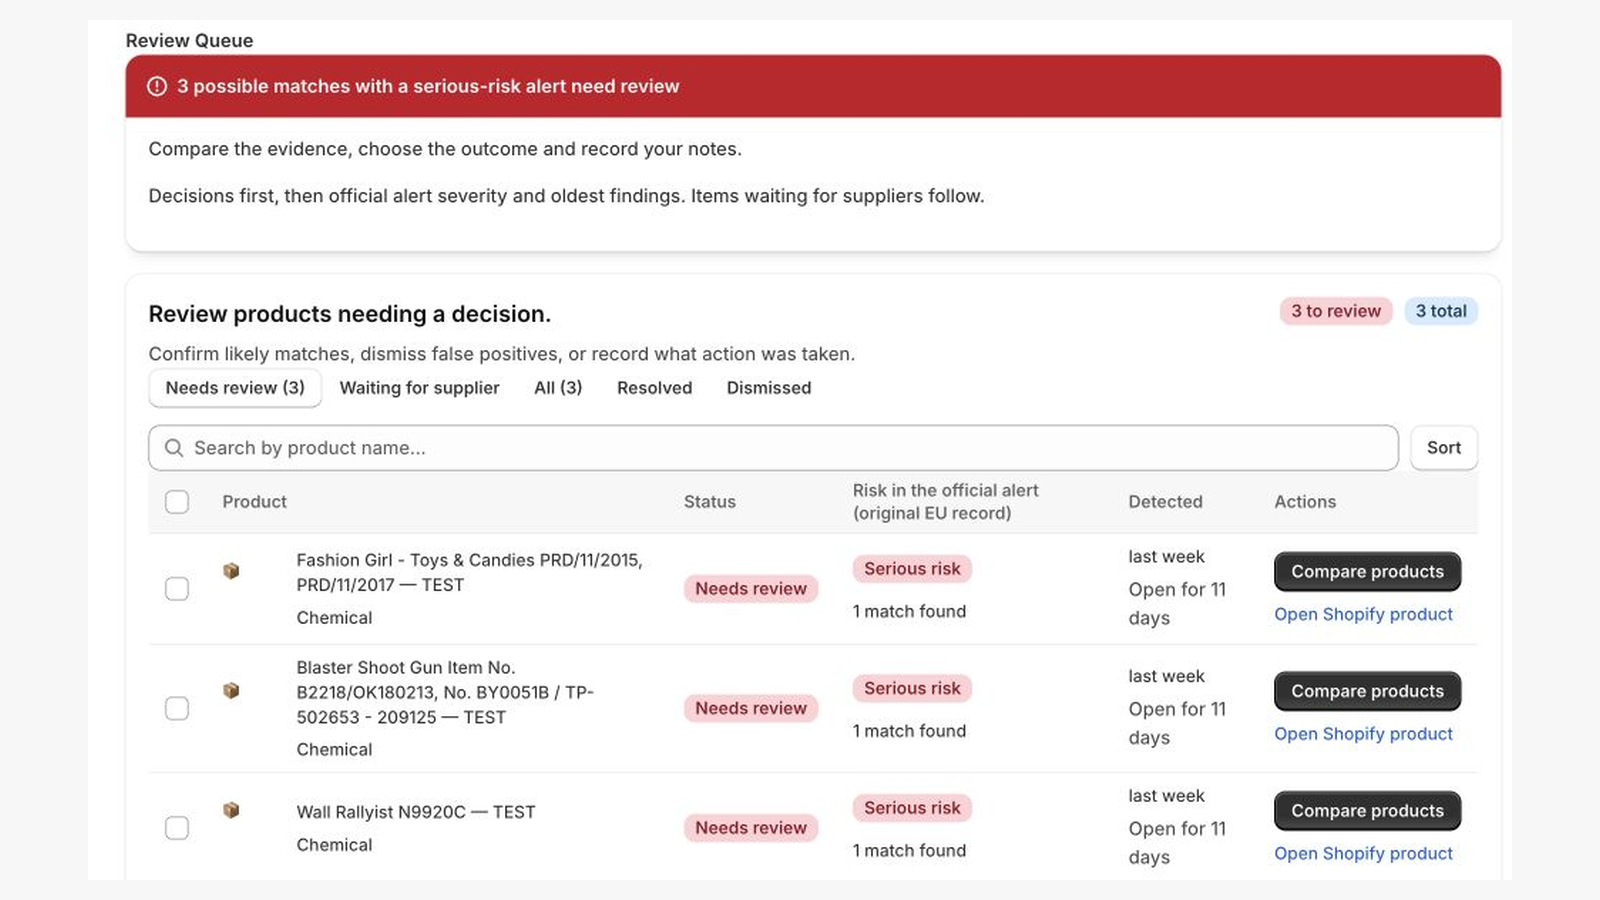 Review Queue
3 possible matches with a serious-risk alert need review
Compare the evidence, choose the outcome and record your notes.
Decisions first, then official alert severity and oldest findings. Items waiting for suppliers follow.
Review products needing a decision.
3 to review
3 total
Confirm likely matches, dismiss false positives, or record what action was taken.
Needs review (3)
Waiting for supplier
All (3)
Resolved
Dismissed
Search by product name...
Sort
Product
Status
Risk in the official alert
(original EU record)
Detected
Actions
Fashion Girl - Toys & Candies PRD/11/2015,
PRD/11/2017 — TEST
Chemical
Needs review
Serious risk
1 match found
last week
Open for 11
days
Compare products
Open Shopify product
Blaster Shoot Gun Item No.
B2218/OK180213, No. BY0051B / TP-
502653 - 209125 — TEST
Chemical
Needs review
Serious risk
1 match found
last week
Open for 11
days
Compare products
Open Shopify product
Wall Rallyist N9920C — TEST
Chemical
Needs review
Serious risk
1 match found
last week
Open for 11
days
Compare products
Open Shopify product